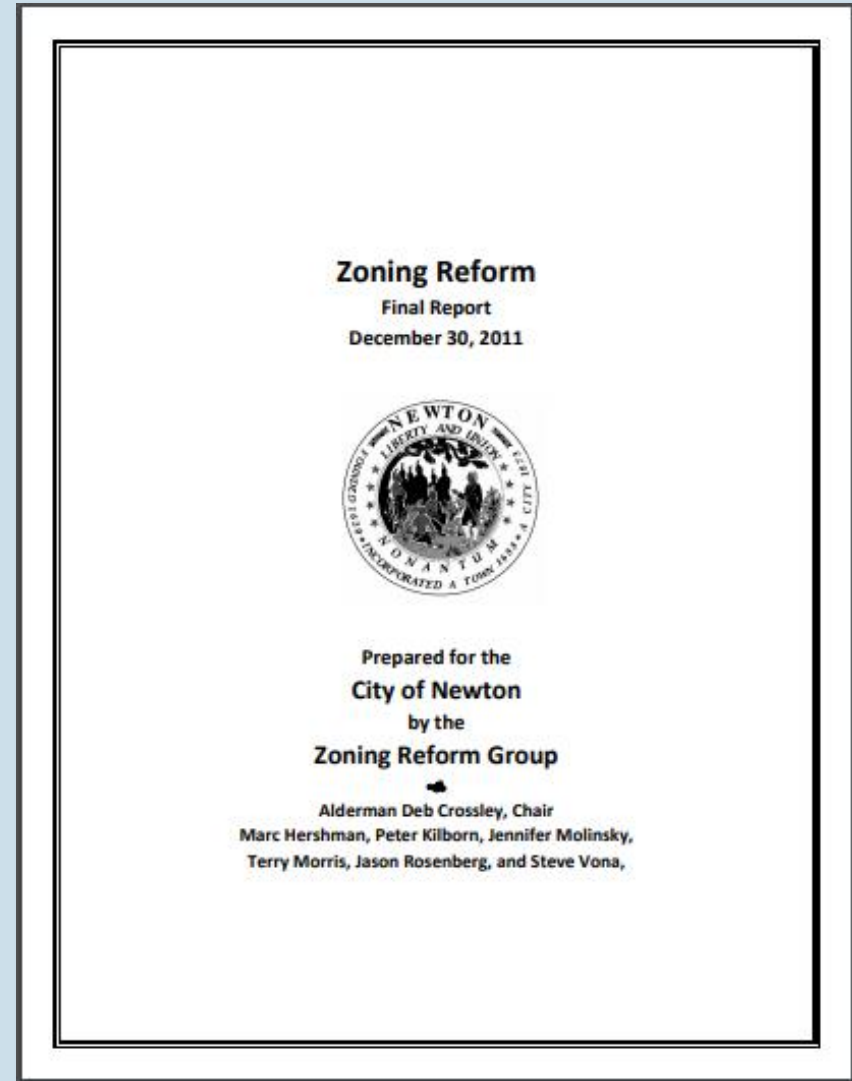 Zoning Reform
Final Report
December 30, 2011
NEWTON
LIBERTY AND UNION
NONANTUM
FOUNDED 1630 ★ INCORPORATED A TOWN 1688 ★ A CITY 1873
Prepared for the
City of Newton
by the
Zoning Reform Group
Alderman Deb Crossley, Chair
Marc Hershman, Peter Kilborn, Jennifer Molinsky,
Terry Morris, Jason Rosenberg, and Steve Vona,